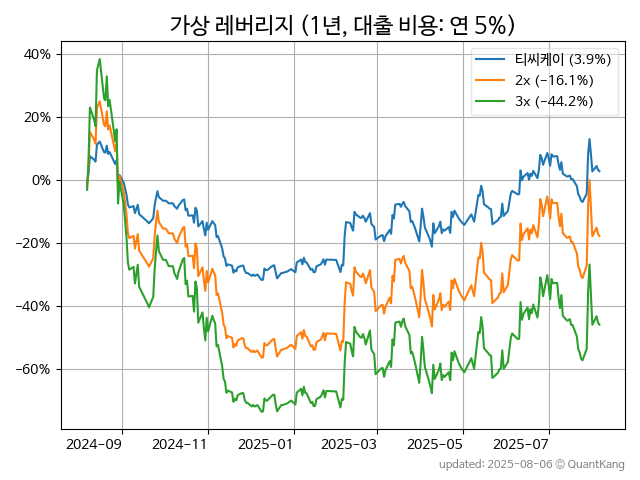 가상 레버리지 (1년, 대출 비용: 연 5%)
40%
20%
0%
−20%
−40%
−60%
티씨케이 (3.9%)
2x (−16.1%)
3x (−44.2%)
2024-09
2024-11
2025-01
2025-03
2025-05
2025-07
updated: 2025-08-06 © QuantKang